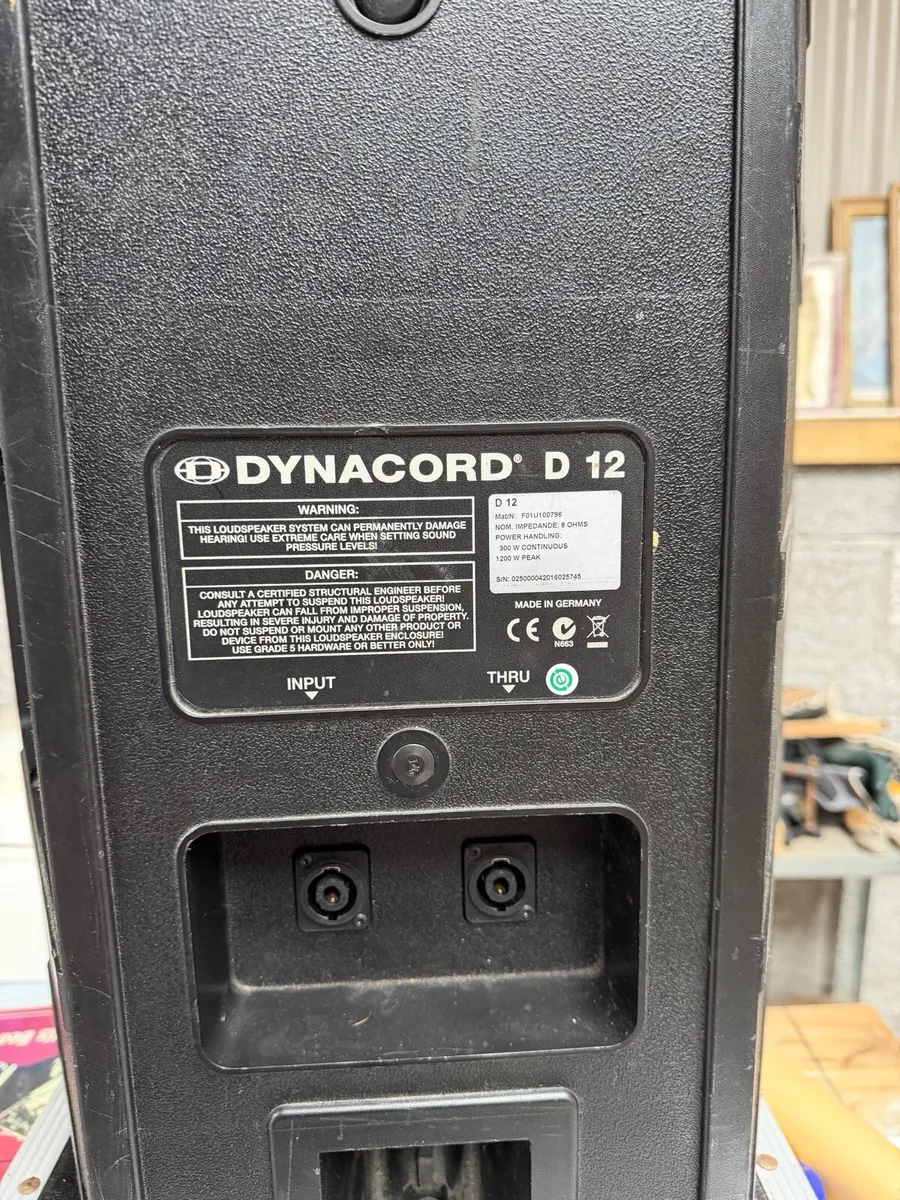 DYNACORD® D 12
WARNING:
THIS LOUDSPEAKER SYSTEM CAN PERMANENTLY DAMAGE
HEARING! USE EXTREME CARE WHEN SETTING SOUND
PRESSURE LEVELS!
DANGER:
CONSULT A CERTIFIED STRUCTURAL ENGINEER BEFORE
ANY ATTEMPT TO SUSPEND THIS LOUDSPEAKER!
LOUDSPEAKER CAN FALL FROM IMPROPER SUSPENSION,
RESULTING IN SEVERE INJURY AND DAMAGE OF PROPERTY.
DO NOT SUSPEND OR MOUNT ANY OTHER PRODUCT OR
DEVICE FROM THIS LOUDSPEAKER ENCLOSURE!
USE GRADE 5 HARDWARE OR BETTER ONLY!
D 12
Mat/N: F01U100796
NOM. IMPEDANDE: 8 OHMS
POWER HANDLING:
300 W CONTINUOUS
1200 W PEAK
S/N: 025000042016025745
MADE IN GERMANY
CE
N663
INPUT
THRU